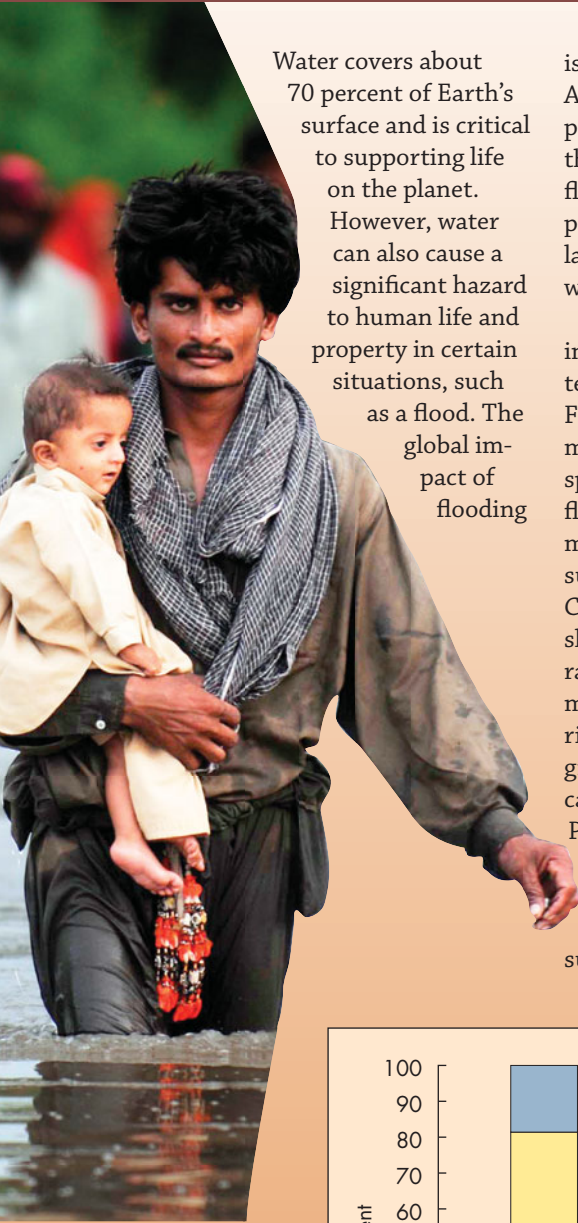 Water covers about
70 percent of Earth's
surface and is critical
to supporting life
on the planet.
However, water
can also cause a
significant hazard
to human life and
property in certain
situations, such
as a flood. The
global im-
pact of
flooding
is
100
90
80
70
60